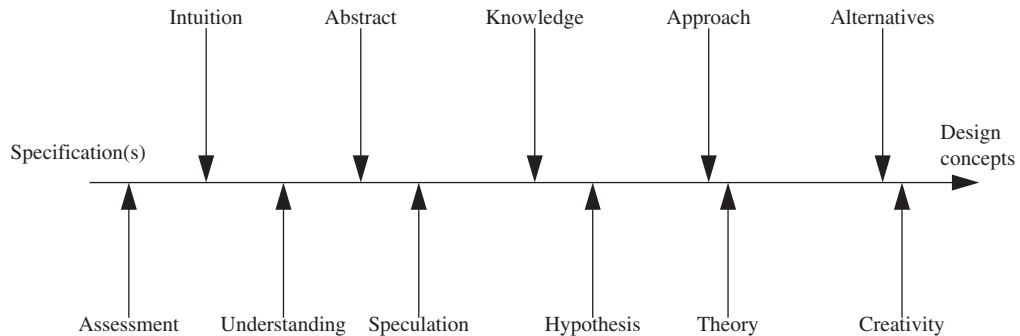 Intuition
Abstract
Knowledge
Approach
Alternatives
Specification(s)
Design
concepts
Assessment
Understanding
Speculation
Hypothesis
Theory
Creativity